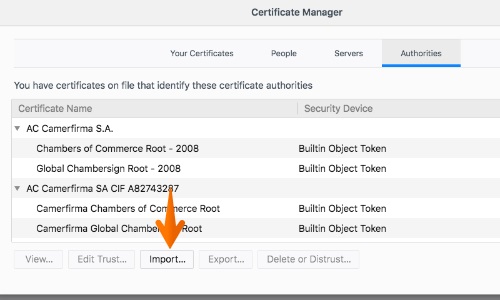 Certificate Manager
Your Certificates People Servers Authorities
You have certificates on file that identify these certificate authorities
Certificate Name Security Device
AC Camerfirma S.A.
Chambers of Commerce Root - 2008 Builtin Object Token
Global Chambersign Root - 2008 Builtin Object Token
AC Camerfirma SA CIF A82743287
Camerfirma Chambers of Commerce Root Builtin Object Token
Camerfirma Global Chambersign Root Builtin Object Token
View... Edit Trust... Import... Export... Delete or Distrust...